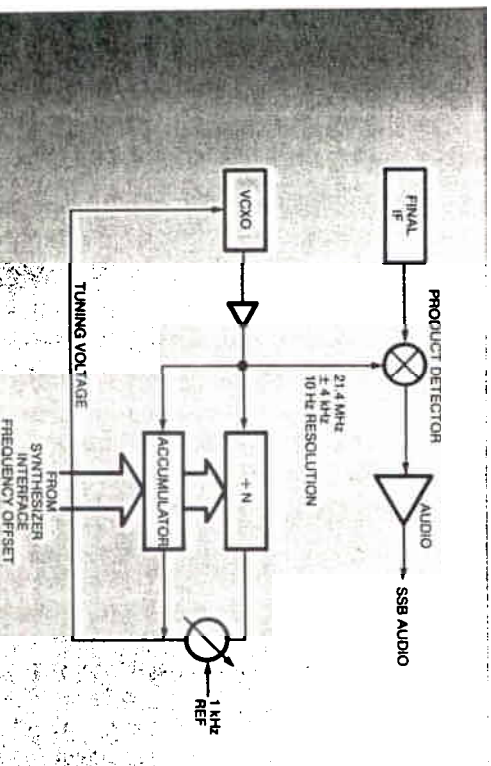 FINAL
IF
PRODUCT DETECTOR
AUDIO
SSB AUDIO
21.4 MHz
± 4 kHz
10 Hz RESOLUTION
VCXO
÷ N
ACCUMULATOR
1 kHz
REF
TUNING VOLTAGE
FROM
SYNTHESIZER
INTERFACE
FREQUENCY OFFSET